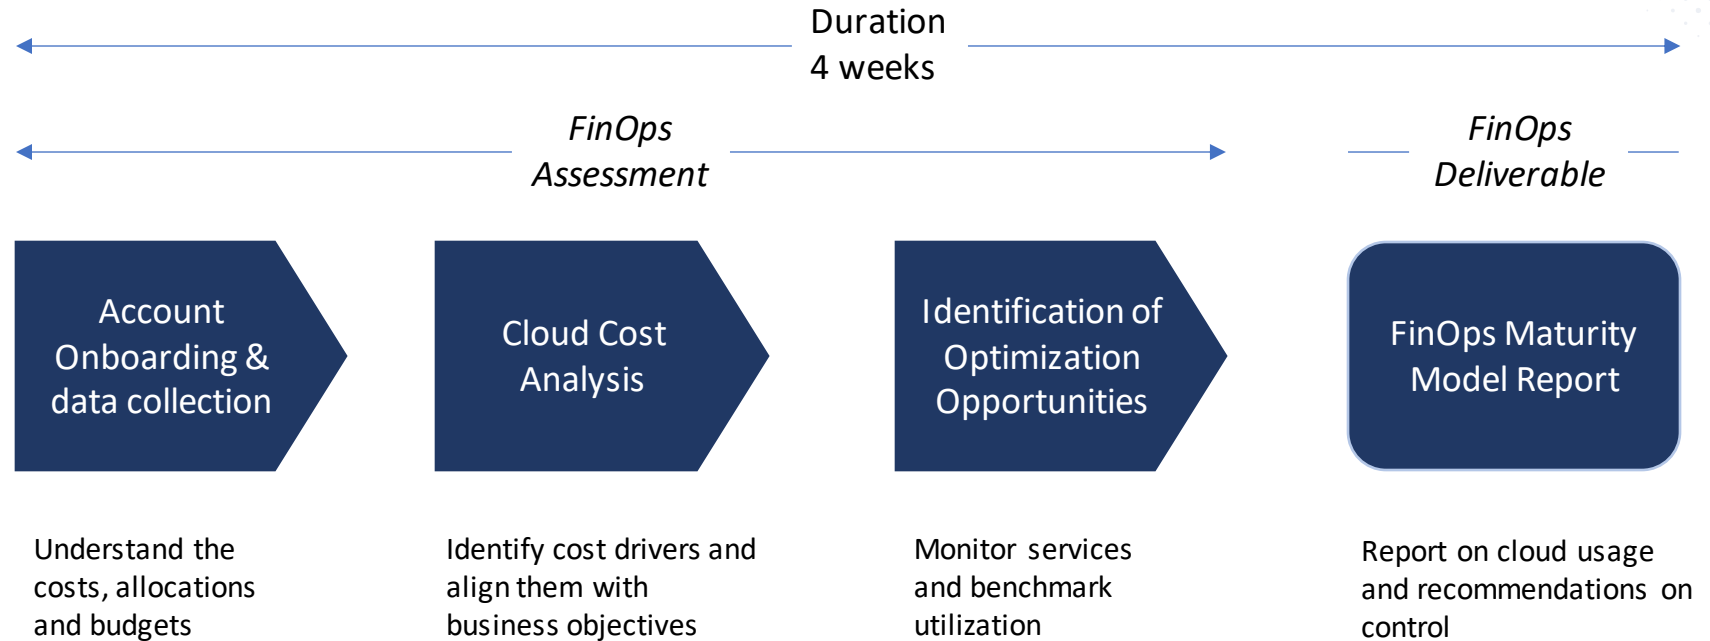 Duration
4 weeks
FinOps
Assessment
FinOps
Deliverable
Account
Onboarding &
data collection
Cloud Cost
Analysis
Identification of
Optimization
Opportunities
FinOps Maturity
Model Report
Understand the
costs, allocations
and budgets
Identify cost drivers and
align them with
business objectives
Monitor services
and benchmark
utilization
Report on cloud usage
and recommendations on
control